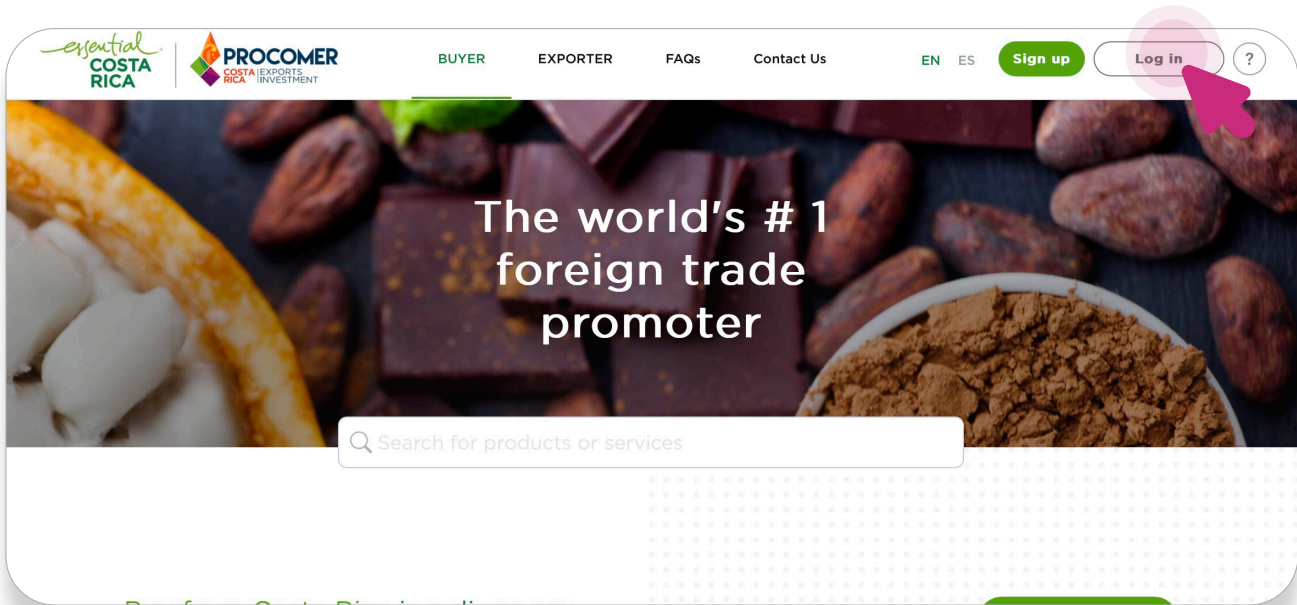 essential
COSTA
RICA
PROCOMER
COSTA RICA EXPORTS INVESTMENT
BUYER EXPORTER FAQs Contact Us EN ES Sign up Log in ?
The world's # 1
foreign trade
promoter
Search for products or services